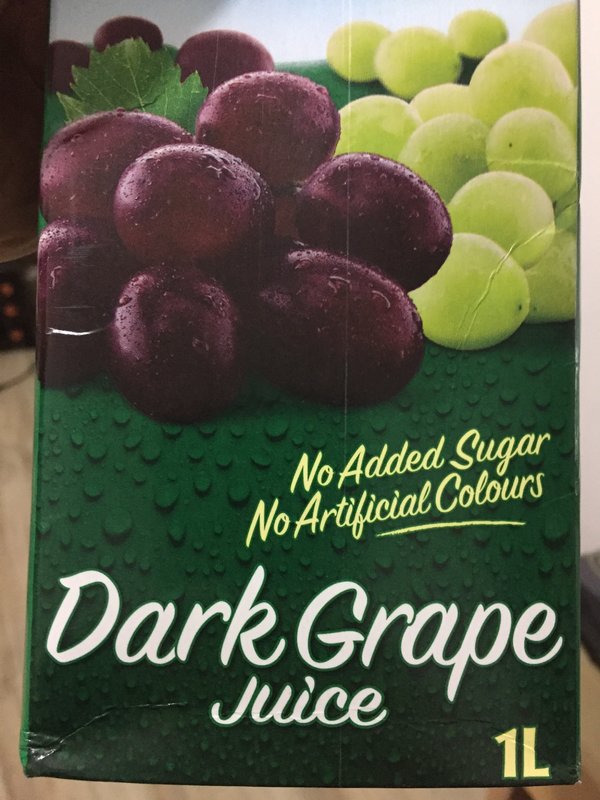 No Added Sugar
No Artificial Colours
Dark Grape
Juice
1L